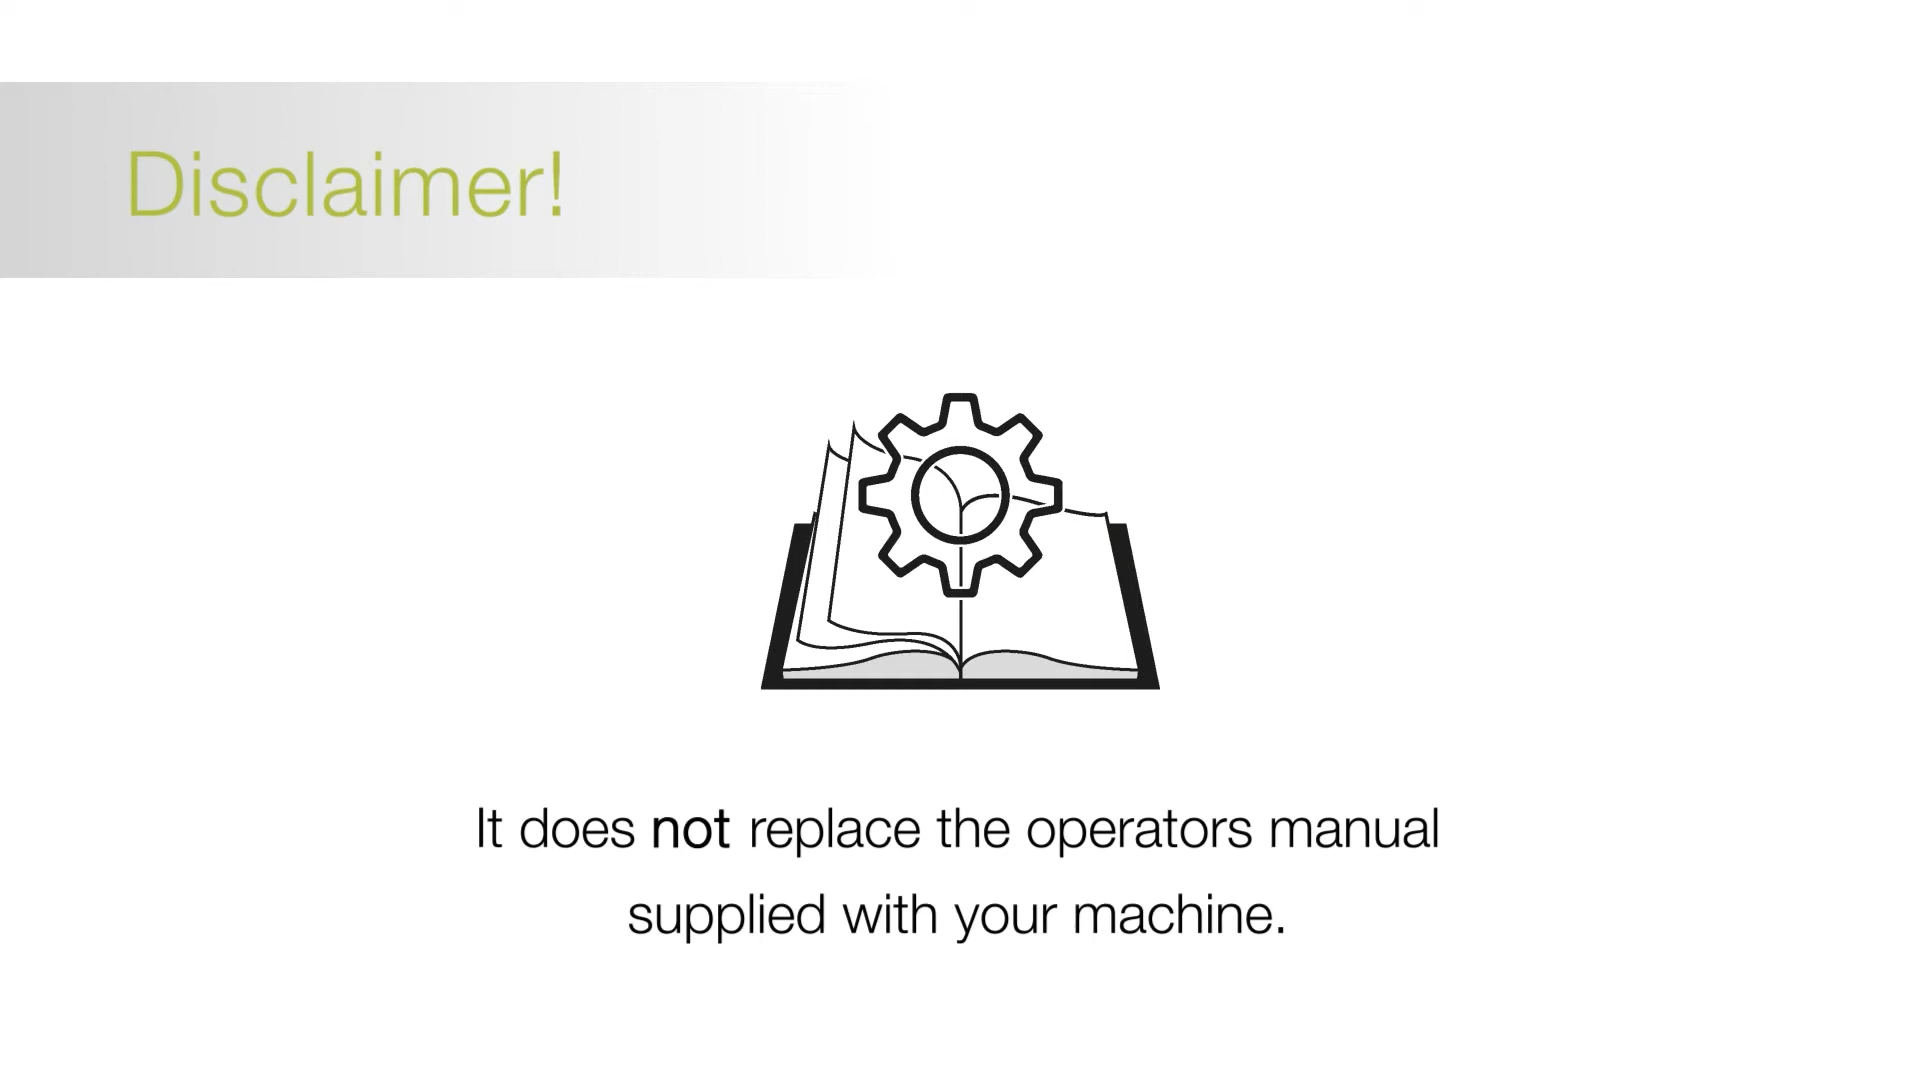 Disclaimer!
It does not replace the operators manual
supplied with your machine.